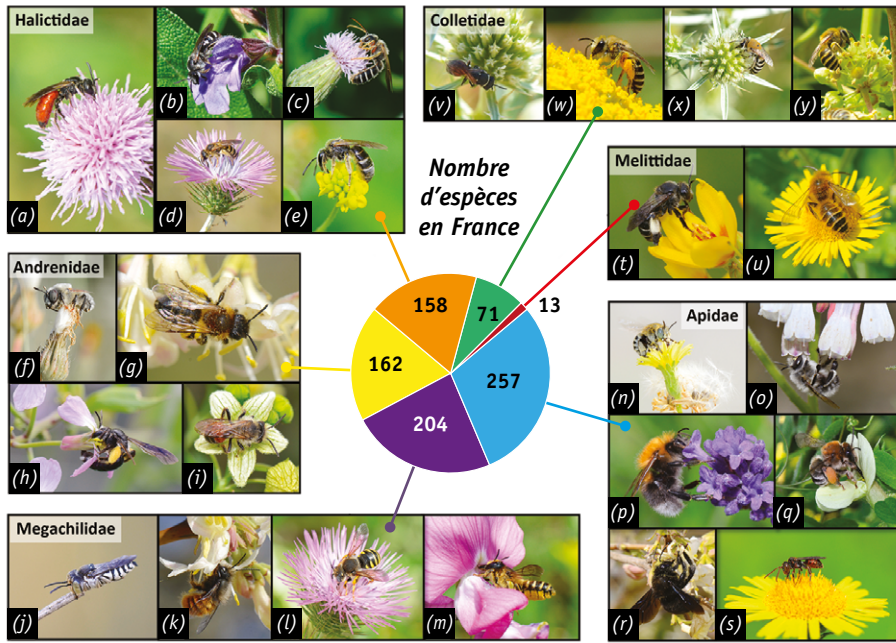 Halictidae
(a)
(b)
(c)
(d)
(e)
Colletidae
(v)
(w)
(x)
(y)
Nombre
d'espèces
en France
Melittidae
(t)
(u)
Andrenidae
(f)
(g)
(h)
(i)
158
71
13
162
257
204
Apidae
(n)
(o)
(p)
(q)
(r)
(s)
Megachilidae
(j)
(k)
(l)
(m)